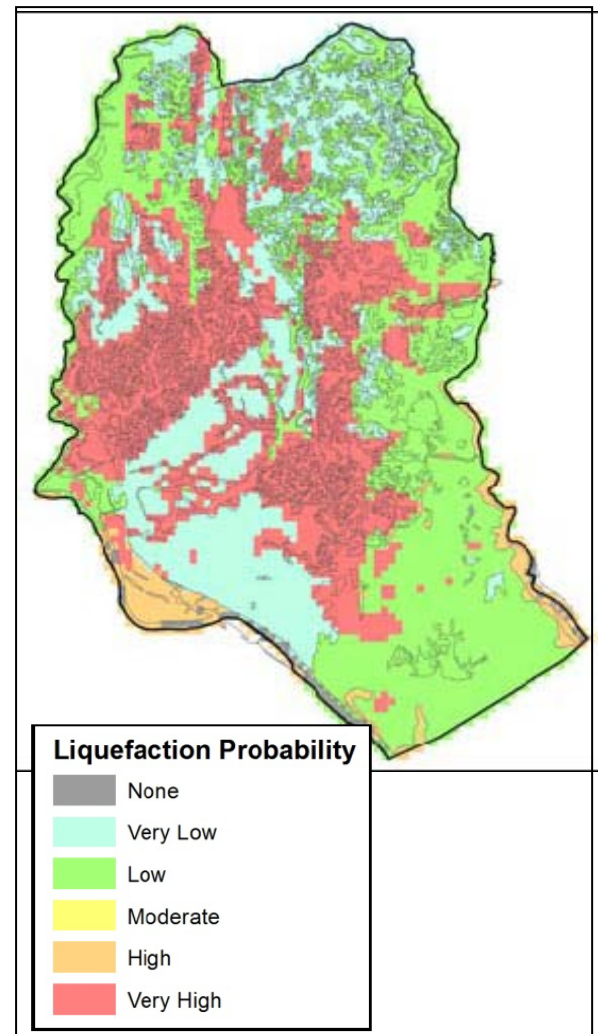 Liquefaction Probability
None
Very Low
Low
Moderate
High
Very High